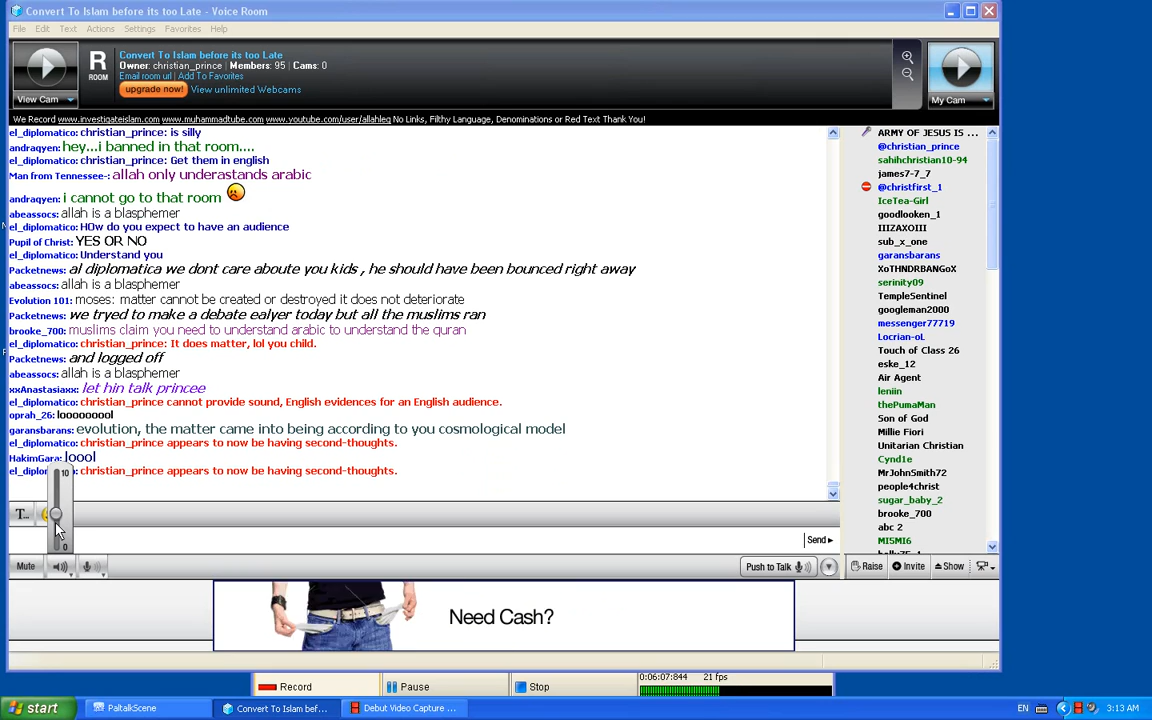 Convert To Islam before its too Late - Voice Room
File Edit Text Actions Settings Favorites Help
View Cam
R
ROOM
Convert To Islam before its too Late
Owner: christian_prince | Members: 95 | Cams: 0
Email room url | Add To Favorites
upgrade now! View unlimited Webcams
My Cam
We Record www.investigateislam.com www.muhammadtube.com www.youtube.com/user/allahleg No Links, Filthy Language, Denominations or Red Text Thank You!
el_diplomatico: christian_prince: is silly
andraqyen: hey...i banned in that room....
el_diplomatico: christian_prince: Get them in english
Man from Tennessee-: allah only underastands arabic
andraqyen: i cannot go to that room
abeassocs: allah is a blasphemer
el_diplomatico: HOw do you expect to have an audience
Pupil of Christ: YES OR NO
el_diplomatico: Understand you
Packetnews: al diplomatica we dont care aboute you kids , he should have been bounced right away
abeassocs: allah is a blasphemer
Evolution 101: moses: matter cannot be created or destroyed it does not deteriorate
Packetnews: we tryed to make a debate ealyer today but all the muslims ran
brooke_700: muslims claim you need to understand arabic to understand the quran
el_diplomatico: christian_prince: It does matter, lol you child.
Packetnews: and logged off
abeassocs: allah is a blasphemer
xxAnastasiaxx: let hin talk princee
el_diplomatico: christian_prince cannot provide sound, English evidences for an English audience.
oprah_26: looooooool
garansbarans: evolution, the matter came into being according to you cosmological model
el_diplomatico: christian_prince appears to now be having second-thoughts.
HakimGara: loool
el_diplom christian_prince appears to now be having second-thoughts.
10
0
T...
Send
Mute
Push to Talk
ARMY OF JESUS IS ...
@christian_prince
sahihchristian10-94
james7-7_7
@christfirst_1
IceTea-Girl
goodlooken_1
IIIZAXOIII
sub_x_one
garansbarans
XoTHNDRBANGoX
serinity09
TempleSentinel
googleman2000
messenger77719
Locrian-oL
Touch of Class 26
eske_12
Air Agent
leniin
thePumaMan
Son of God
Millie Fiori
Unitarian Christian
Cynd1e
MrJohnSmith72
people4christ
sugar_baby_2
brooke_700
abc 2
MISMI6
Raise Invite Show
Need Cash?
Record Pause Stop 0:06:07:844 21 fps
start PaltalkScene Convert To Islam bef... Debut Video Capture ... EN 3:13 AM